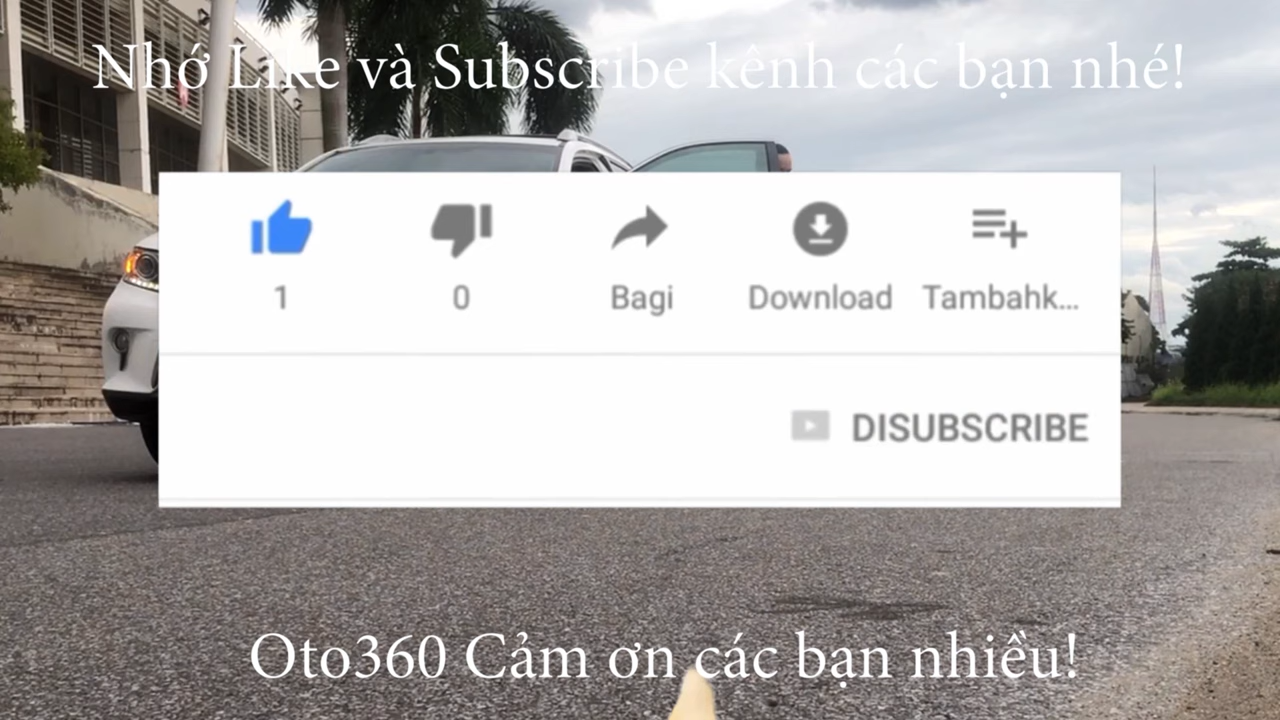 Nhớ Like và Subscribe kênh các bạn nhé!
1 0 Bagi Download Tambahk...
DISUBSCRIBE
Oto360 Cảm ơn các bạn nhiều!